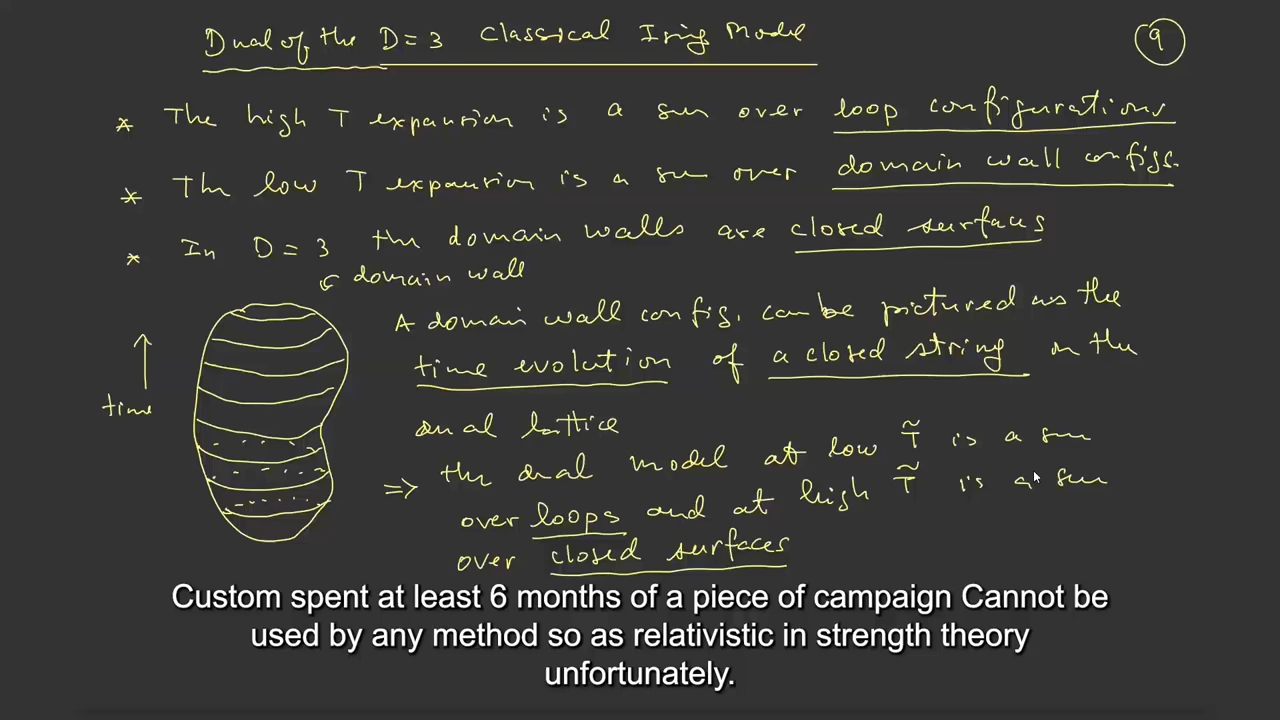 Dual of the D=3 Classical Ising Model
9
* The high T expansion is a sum over loop configurations
* The low T expansion is a sum over domain wall configs.
* In D = 3 the domain walls are closed surfaces
domain wall
A domain wall config. can be pictured as the
time evolution of a closed string on the
time
dual lattice
⇒ the dual model at low T̃ is a sum
over loops and at high T̃ is a sum
over closed surfaces
Custom spent at least 6 months of a piece of campaign Cannot be
used by any method so as relativistic in strength theory
unfortunately.